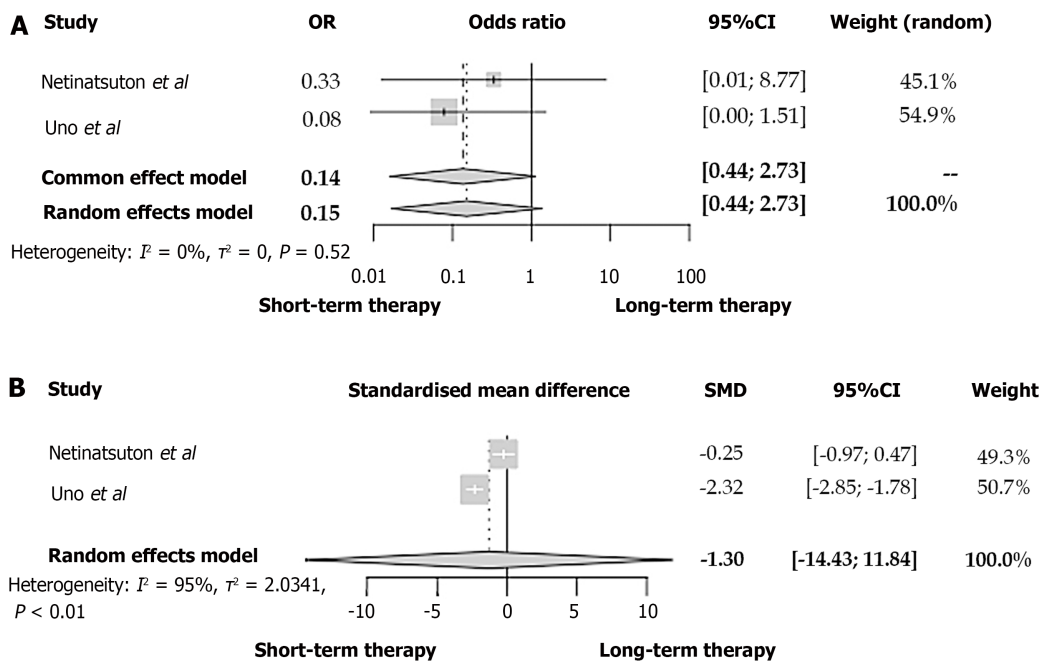 A Study OR Odds ratio 95%CI Weight (random)
Netinatsuton et al 0.33 [0.01; 8.77] 45.1%
Uno et al 0.08 [0.00; 1.51] 54.9%
Common effect model 0.14 [0.44; 2.73] --
Random effects model 0.15 [0.44; 2.73] 100.0%
Heterogeneity: I² = 0%, τ² = 0, P = 0.52
0.01 0.1 1 10 100
Short-term therapy Long-term therapy
B Study Standardised mean difference SMD 95%CI Weight
Netinatsuton et al -0.25 [-0.97; 0.47] 49.3%
Uno et al -2.32 [-2.85; -1.78] 50.7%
Random effects model -1.30 [-14.43; 11.84] 100.0%
Heterogeneity: I² = 95%, τ² = 2.0341,
P < 0.01
-10 -5 0 5 10
Short-term therapy Long-term therapy